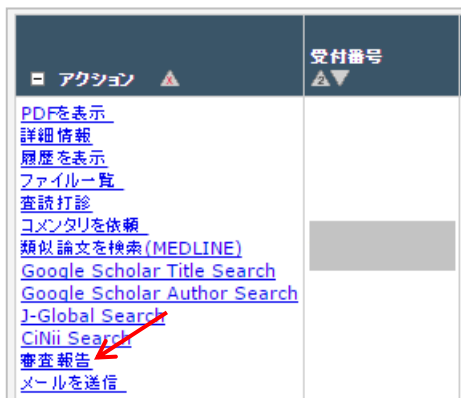 アクション
受付番号
PDFを表示
詳細情報
履歴を表示
ファイル一覧
査読打診
コメンタリを依頼
類似論文を検索(MEDLINE)
Google Scholar Title Search
Google Scholar Author Search
J-Global Search
CiNii Search
審査報告
メールを送信